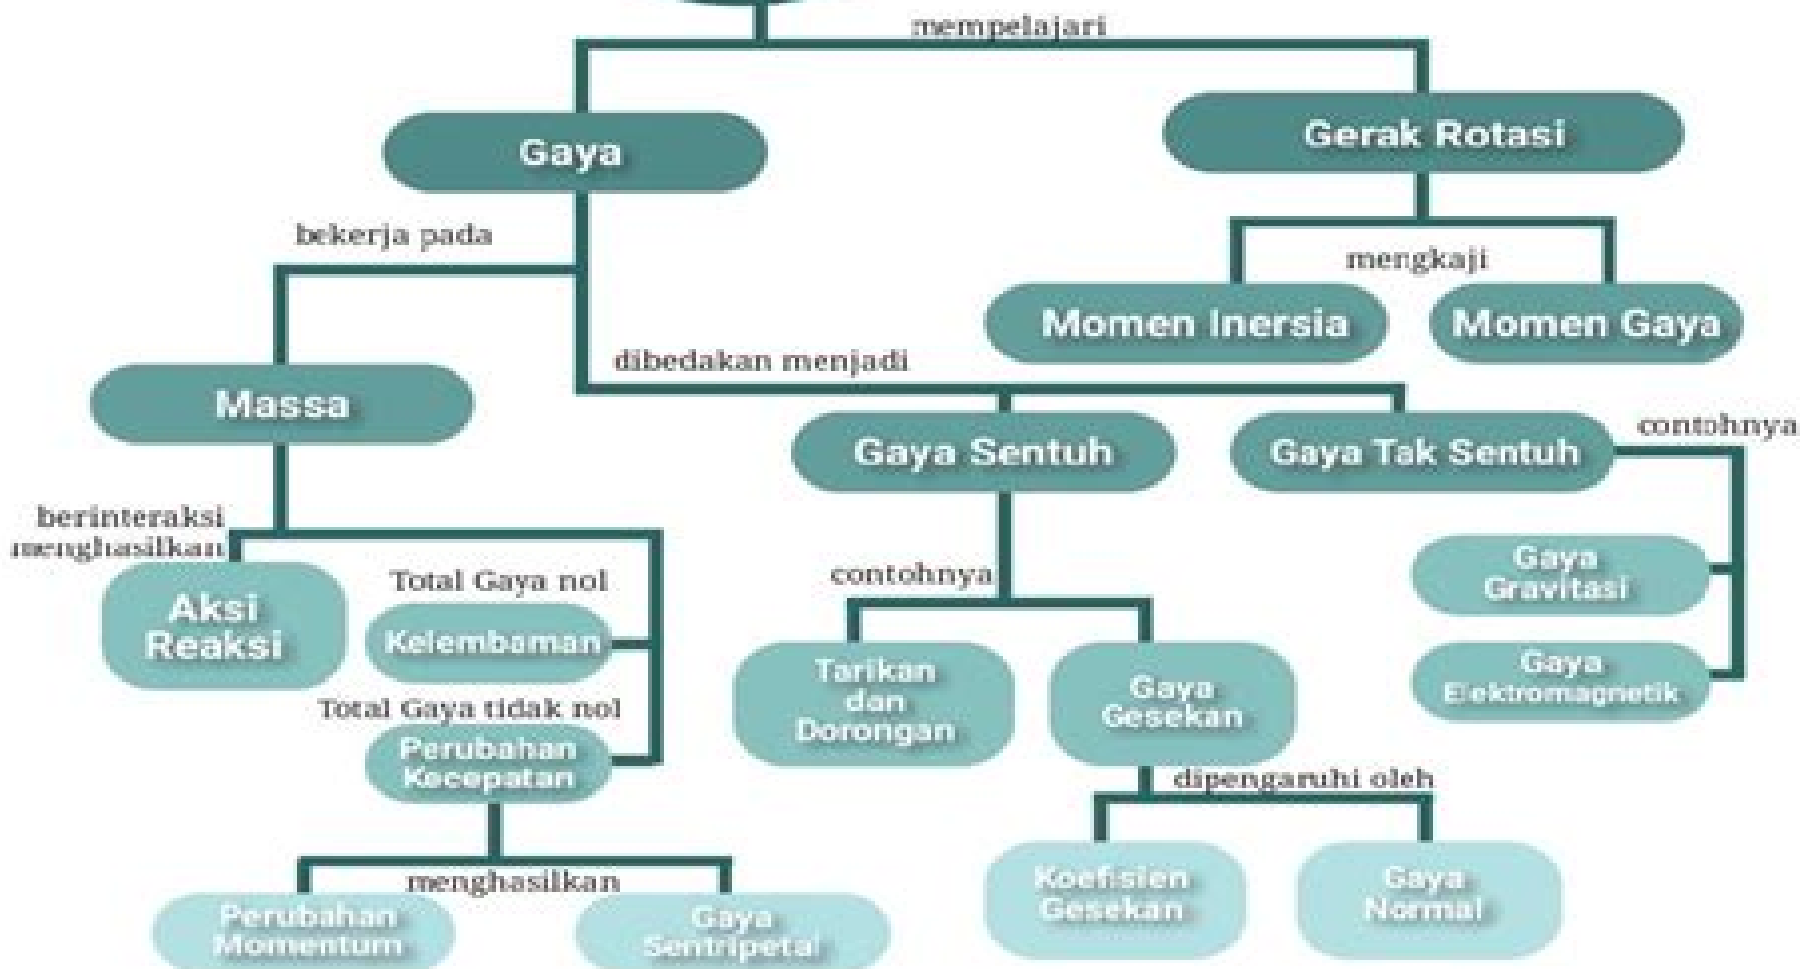 mempelajari
Gaya
Gerak Rotasi
bekerja pada
mengkaji
Momen Inersia
Momen Gaya
dibedakan menjadi
Massa
Gaya Sentuh
Gaya Tak Sentuh
contohnya
berinteraksi
menghasilkan
Aksi
Reaksi
Total Gaya nol
Kelembaman
Total Gaya tidak nol
Perubahan
Kecepatan
contohnya
Tarikan
dan
Dorongan
Gaya
Gesekan
Gaya
Gravitasi
Gaya
Elektromagnetik
dipengaruhi oleh
menghasilkan
Perubahan
Momentum
Gaya
Sentripetal
Koefisien
Gesekan
Gaya
Normal